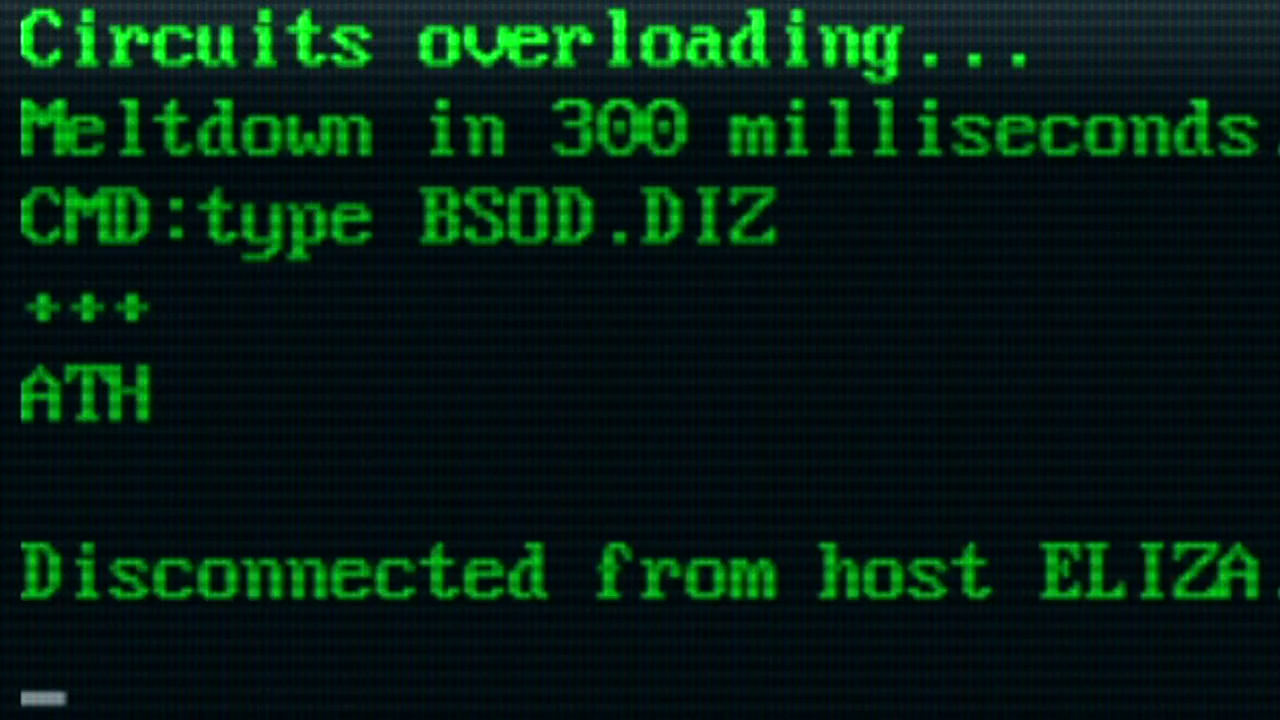 Circuits overloading...
Meltdown in 300 milliseconds.
CMD:type BSOD.DIZ
+++
ATH
Disconnected from host ELIZA.